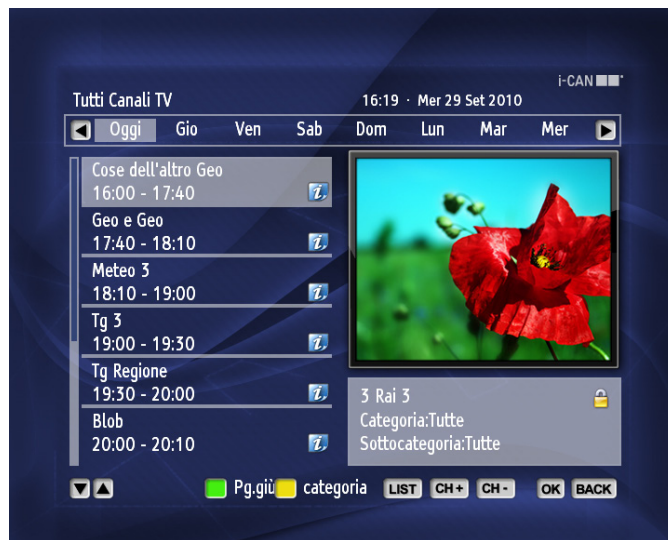 i-CAN
Tutti Canali TV
16:19 · Mer 29 Set 2010
Oggi Gio Ven Sab Dom Lun Mar Mer
Cose dell'altro Geo
16:00 - 17:40
Geo e Geo
17:40 - 18:10
Meteo 3
18:10 - 19:00
Tg 3
19:00 - 19:30
Tg Regione
19:30 - 20:00
Blob
20:00 - 20:10
3 Rai 3
Categoria:Tutte
Sottocategoria:Tutte
Pg.giù categoria LIST CH+ CH- OK BACK